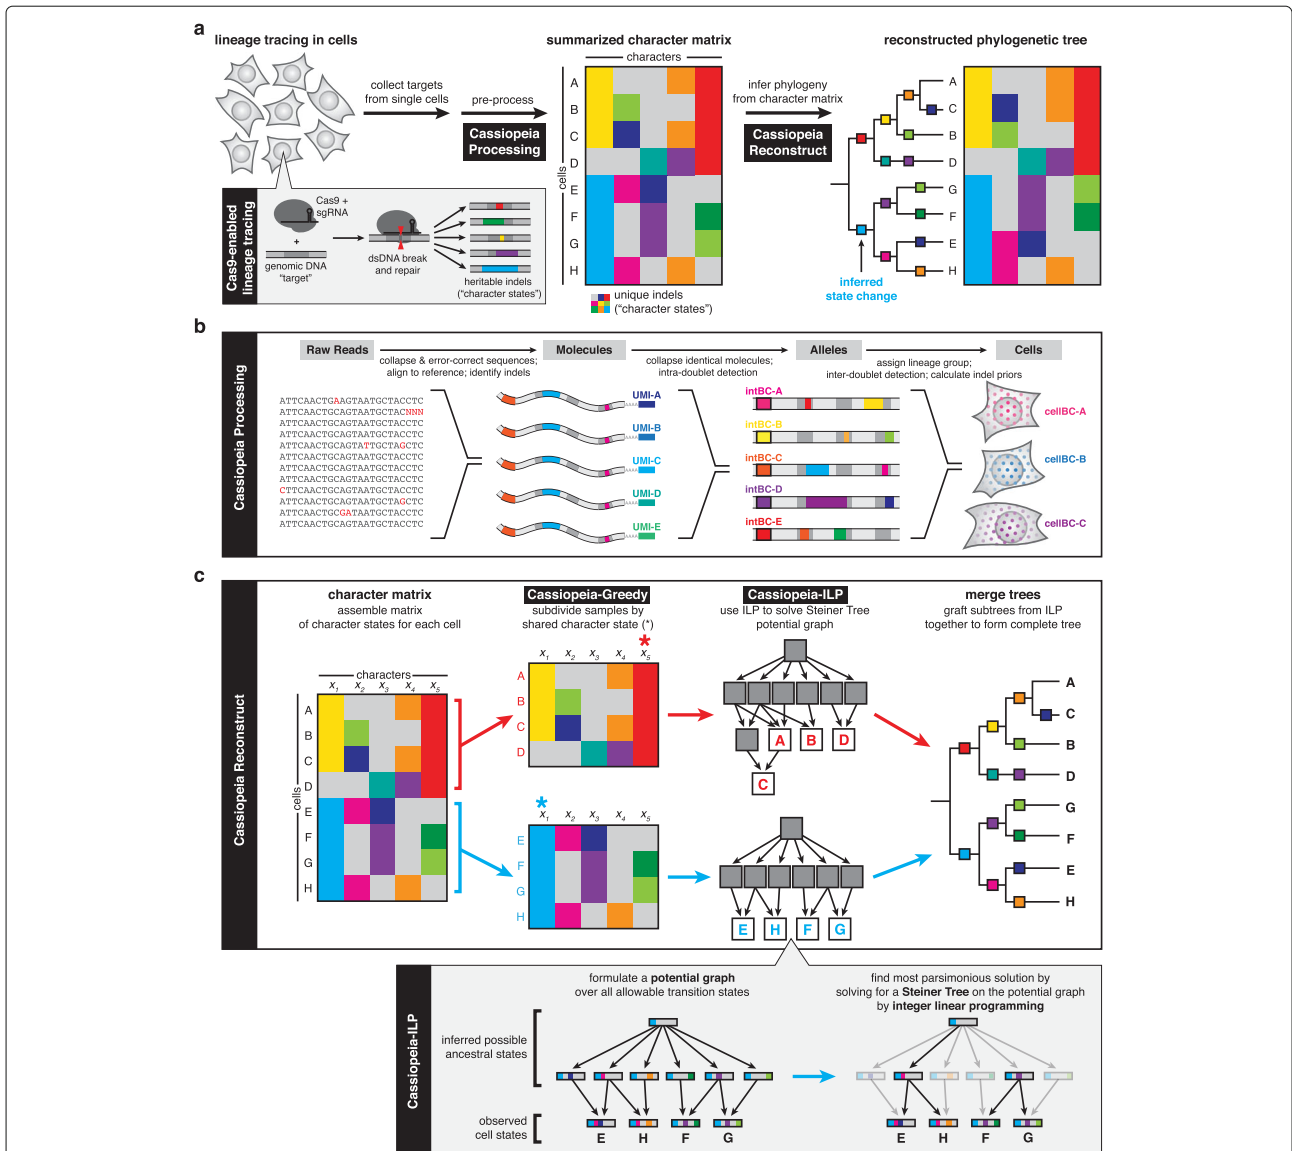 a
lineage tracing in cells
collect targets
from single cells
pre-process
Cassiopeia
Processing
summarized character matrix
characters
cells
A
B
C
D
E
F
G
H
unique indels
("character states")
infer phylogeny
from character matrix
Cassiopeia
Reconstruct
reconstructed phylogenetic tree
A
C
B
D
G
F
E
H
inferred
state change
Cas9-enabled
lineage tracing
Cas9 +
sgRNA
+
genomic DNA
"target"
dsDNA break
and repair
heritable indels
("character states")
b
Cassiopeia Processing
Raw Reads
collapse & error-correct sequences;
align to reference; identify indels
Molecules
collapse identical molecules;
intra-doublet detection
Alleles
assign lineage group;
inter-doublet detection; calculate indel priors
Cells
ATTCAACTGAAGTAATGCTACCTC
ATTCAACTGCAGTAATGCTACNNN
ATTCAACTGCAGTAATGCTACCTC
ATTCAACTGCAGTAATGCTACCTC
ATTCAACTGCAGTATTGCTAGCTC
ATTCAACTGCAGTAATGCTACCTC
ATTCAACTGCAGTAATGCTACCTC
ATTCAACTGCAGTAATGCTACCTC
CTTCAACTGCAGTAATGCTACCTC
ATTCAACTGCAGTAATGCTAGCTC
ATTCAACTGCGATAATGCTACCTC
ATTCAACTGCAGTAATGCTACCTC
AAAA UMI-A
AAAA UMI-B
AAAA UMI-C
AAAA UMI-D
AAAA UMI-E
intBC-A
intBC-B
intBC-C
intBC-D
intBC-E
cellBC-A
cellBC-B
cellBC-C
c
Cassiopeia Reconstruct
character matrix
assemble matrix
of character states for each cell
characters
x1 x2 x3 x4 x5
cells
A
B
C
D
E
F
G
H
Cassiopeia-Greedy
subdivide samples by
shared character state (*)
*
x1 x2 x3 x4 x5
A
B
C
D
*
x1 x2 x3 x4 x5
E
F
G
H
Cassiopeia-ILP
use ILP to solve Steiner Tree
potential graph
A B D
C
E H F G
merge trees
graft subtrees from ILP
together to form complete tree
A
C
B
D
G
F
E
H
Cassiopeia-ILP
formulate a potential graph
over all allowable transition states
inferred possible
ancestral states
observed
cell states
E H F G
find most parsimonious solution by
solving for a Steiner Tree on the potential graph
by integer linear programming
E H F G